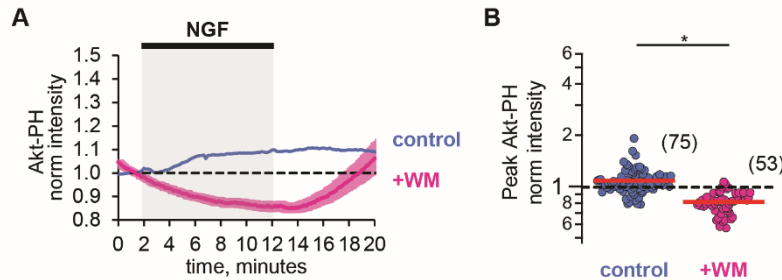 A
NGF
Akt-PH
norm intensity
1.5
1.4
1.3
1.2
1.1
1.0
0.9
0.8
0 2 4 6 8 10 12 14 16 18 20
time, minutes
control
+WM
B
*
Peak Akt-PH
norm intensity
6
4
2
1
8
6
(75)
(53)
control
+WM